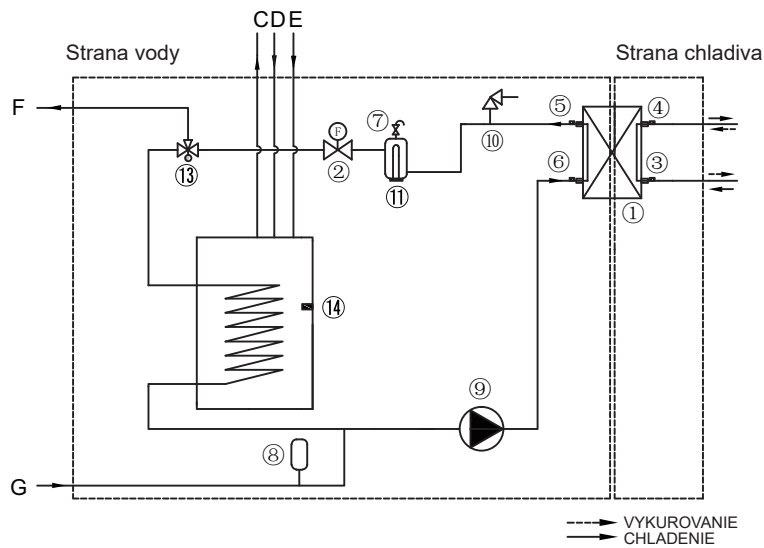 C D E
Strana vody
Strana chladiva
F
⑦
F
⑤
④
⑩
②
⑬
⑪
⑥
③
①
⑭
⑨
⑧
G
VYKUROVANIE
CHLADENIE